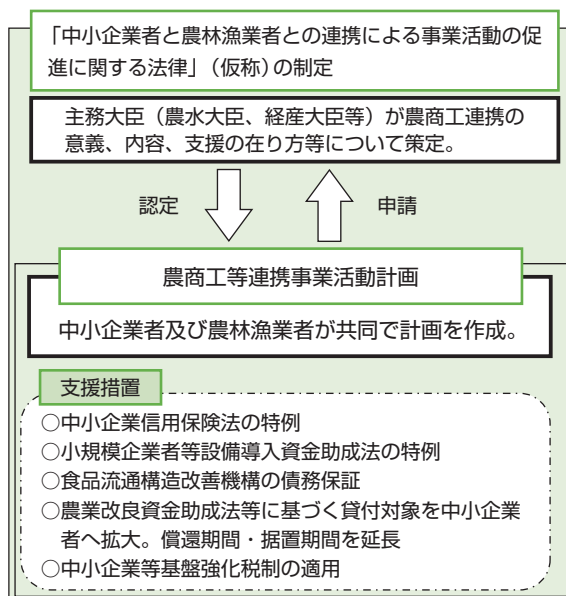 「中小企業者と農林漁業者との連携による事業活動の促
進に関する法律」（仮称）の制定
主務大臣（農水大臣、経産大臣等）が農商工連携の
意義、内容、支援の在り方等について策定。
認定
申請
農商工等連携事業活動計画
中小企業者及び農林漁業者が共同で計画を作成。
支援措置
○中小企業信用保険法の特例
○小規模企業者等設備導入資金助成法の特例
○食品流通構造改善機構の債務保証
○農業改良資金助成法等に基づく貸付対象を中小企業
者へ拡大。償還期間・据置期間を延長
○中小企業等基盤強化税制の適用